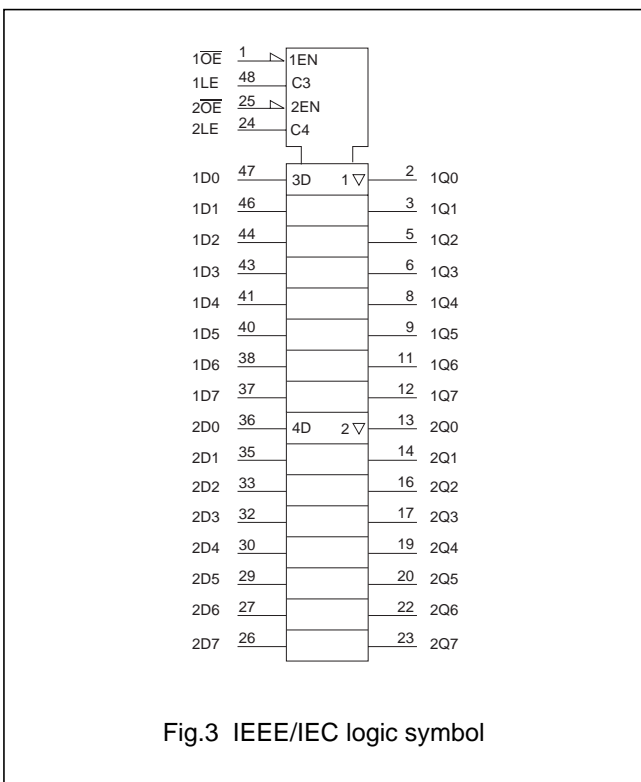 1O̅E̅ 1 1EN
1LE 48 C3
2O̅E̅ 25 2EN
2LE 24 C4
1D0 47 3D 1 ▽ 2 1Q0
1D1 46 3 1Q1
1D2 44 5 1Q2
1D3 43 6 1Q3
1D4 41 8 1Q4
1D5 40 9 1Q5
1D6 38 11 1Q6
1D7 37 12 1Q7
2D0 36 4D 2 ▽ 13 2Q0
2D1 35 14 2Q1
2D2 33 16 2Q2
2D3 32 17 2Q3
2D4 30 19 2Q4
2D5 29 20 2Q5
2D6 27 22 2Q6
2D7 26 23 2Q7
Fig.3 IEEE/IEC logic symbol